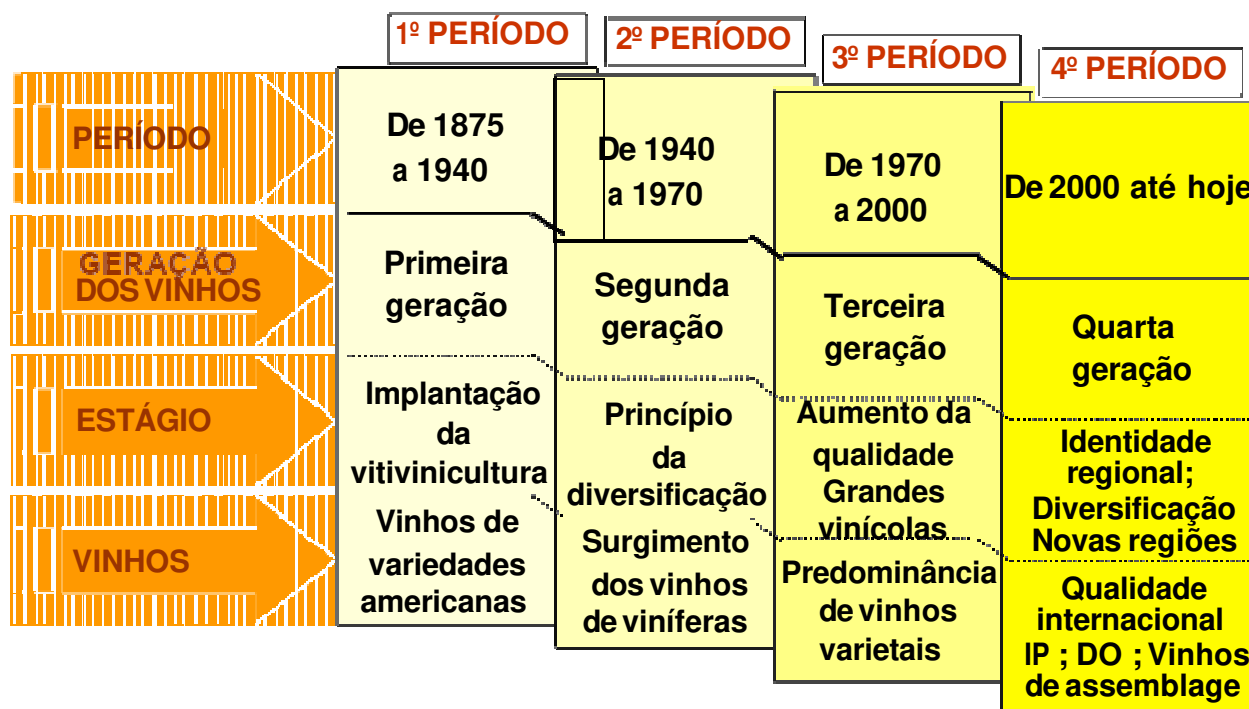 1º PERÍODO
2º PERÍODO
3º PERÍODO
4º PERÍODO
PERÍODO
De 1875
a 1940
De 1940
a 1970
De 1970
a 2000
De 2000 até hoje
GERAÇÃO
DOS VINHOS
Primeira
geração
Segunda
geração
Terceira
geração
Quarta
geração
ESTÁGIO
Implantação
da
vitivinicultura
Princípio
da
diversificação
Aumento da
qualidade
Grandes
vinícolas
Identidade
regional;
Diversificação
Novas regiões
VINHOS
Vinhos de
variedades
americanas
Surgimento
dos vinhos
de viníferas
Predominância
de vinhos
varietais
Qualidade
internacional
IP ; DO ; Vinhos
de assemblage